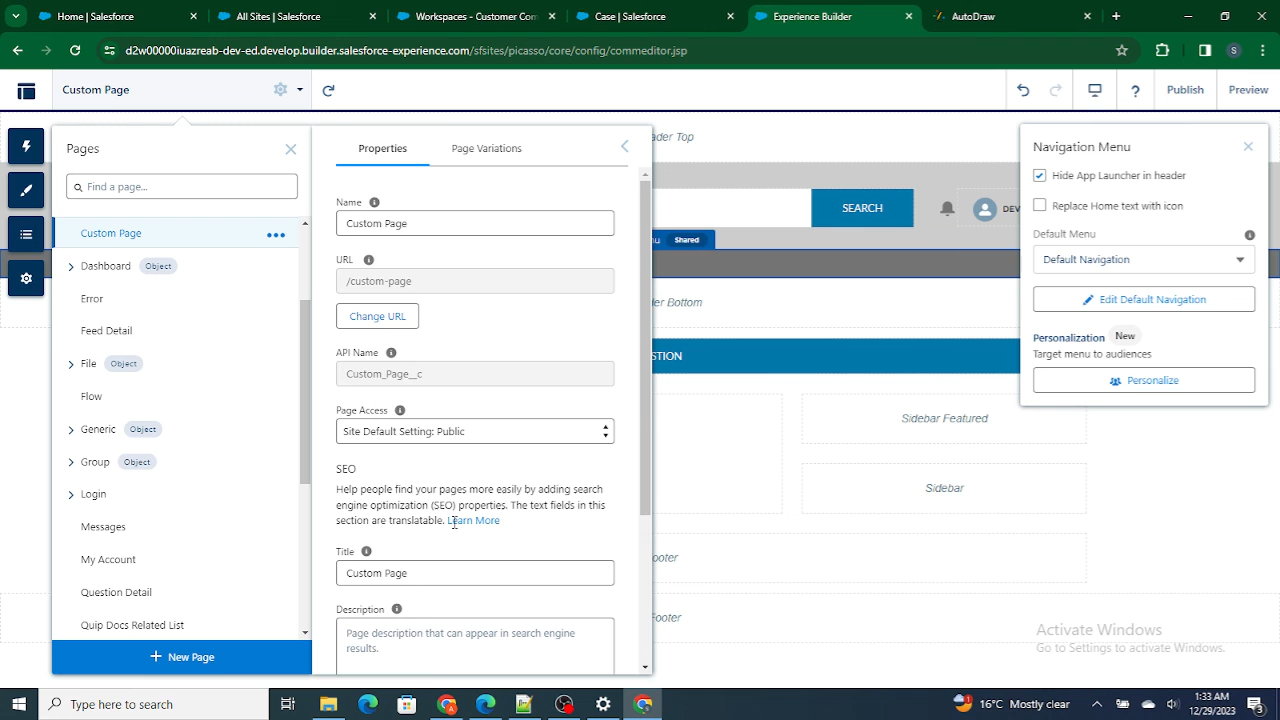 Home | Salesforce
All Sites | Salesforce
Workspaces - Customer Com
Case | Salesforce
Experience Builder
AutoDraw
d2w00000iuazreab-dev-ed.develop.builder.salesforce-experience.com/sfsites/picasso/core/config/commeditor.jsp
S
Custom Page
?
Publish
Preview
Pages
Find a page...
Custom Page
Dashboard Object
Error
Feed Detail
File Object
Flow
Generic Object
Group Object
Login
Messages
My Account
Question Detail
Quip Docs Related List
+ New Page
Properties
Page Variations
Name
Custom Page
URL
/custom-page
Change URL
API Name
Custom_Page__c
Page Access
Site Default Setting: Public
SEO
Help people find your pages more easily by adding search
engine optimization (SEO) properties. The text fields in this
section are translatable. Learn More
Title
Custom Page
Description
Page description that can appear in search engine
results.
ader Top
SEARCH
DEV
nu Shared
der Bottom
STION
Sidebar Featured
Sidebar
ooter
Footer
Navigation Menu
Hide App Launcher in header
Replace Home text with icon
Default Menu
Default Navigation
Edit Default Navigation
Personalization New
Target menu to audiences
Personalize
Activate Windows
Go to Settings to activate Windows.
Type here to search
16°C Mostly clear
1:33 AM
12/29/2023